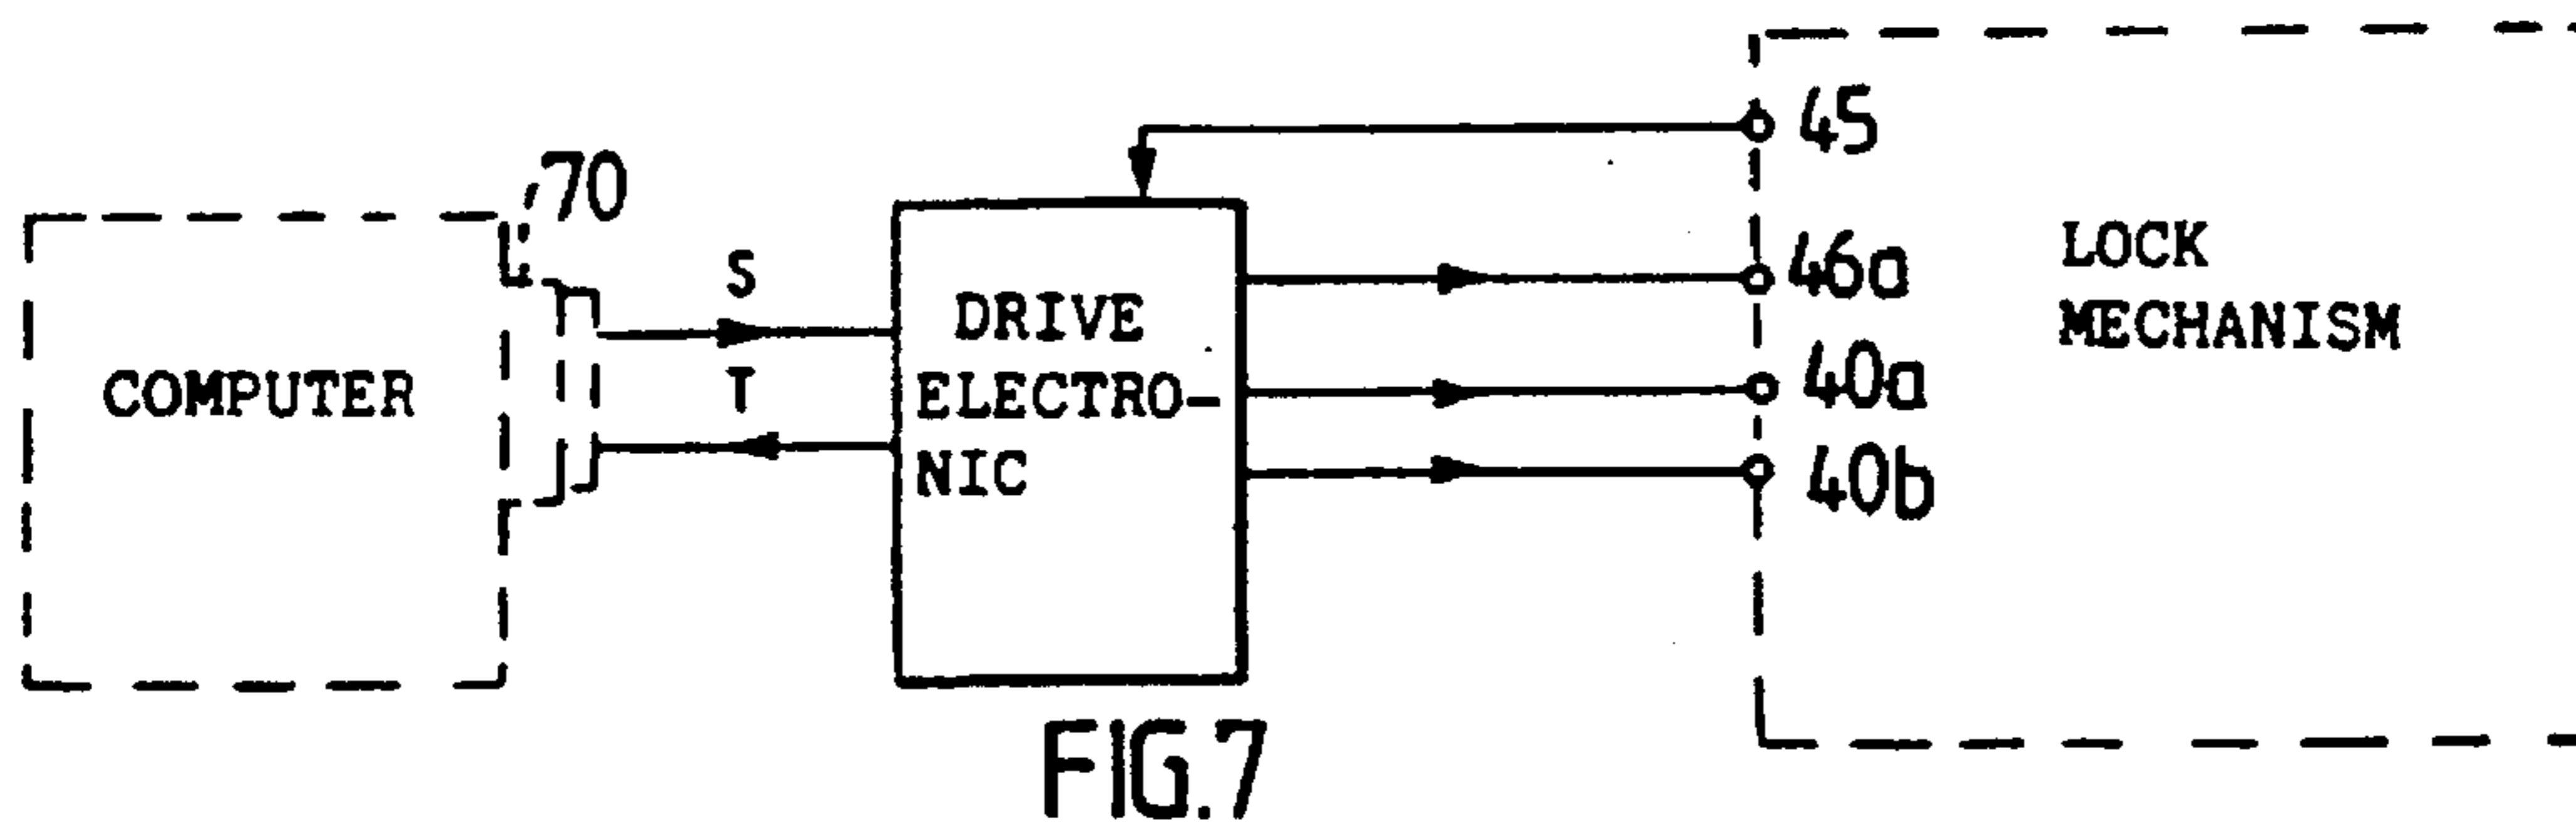 45
70
S
46a
LOCK
MECHANISM
DRIVE
ELECTRO-
NIC
T
COMPUTER
40a
40b
FIG.7